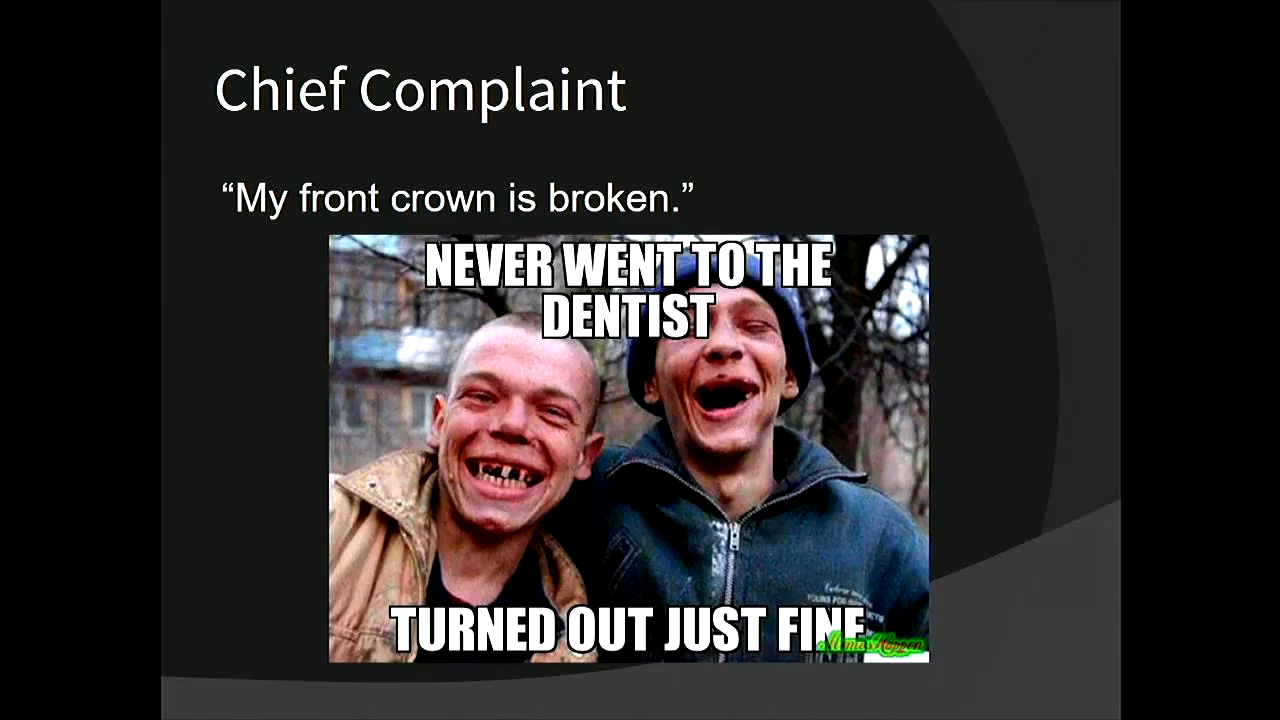 Chief Complaint
“My front crown is broken.”
NEVER WENT TO THE
DENTIST
TURNED OUT JUST FINE